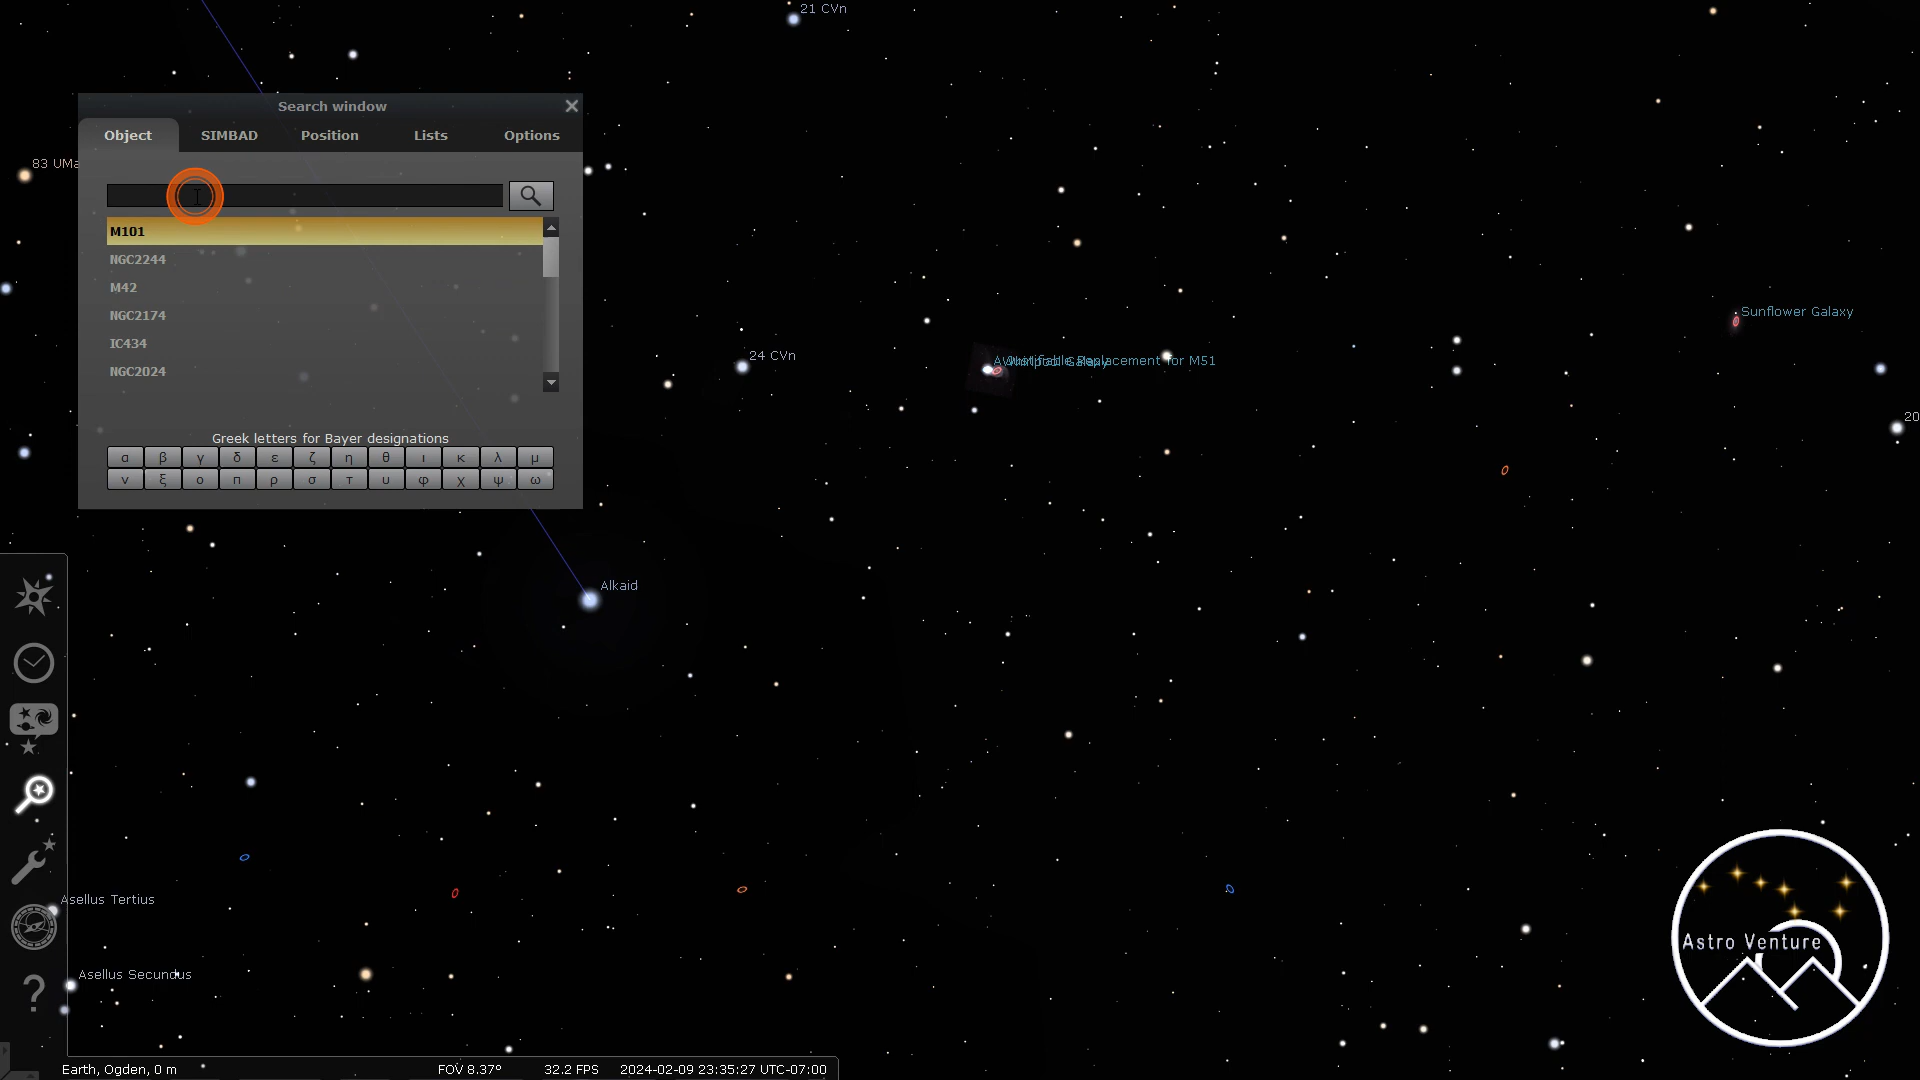 21 CVn
Search window
Object SIMBAD Position Lists Options
83 UMa
M101
NGC2244
M42
NGC2174
IC434
NGC2024
Greek letters for Bayer designations
α β γ δ ε ζ η θ ι κ λ μ
ν ξ ο π ρ σ τ υ φ χ ψ ω
Sunflower Galaxy
24 CVn
Replacement for M51
20
Alkaid
Asellus Tertius
Asellus Secundus
Astro Venture
Earth, Ogden, 0 m FOV 8.37° 32.2 FPS 2024-02-09 23:35:27 UTC-07:00